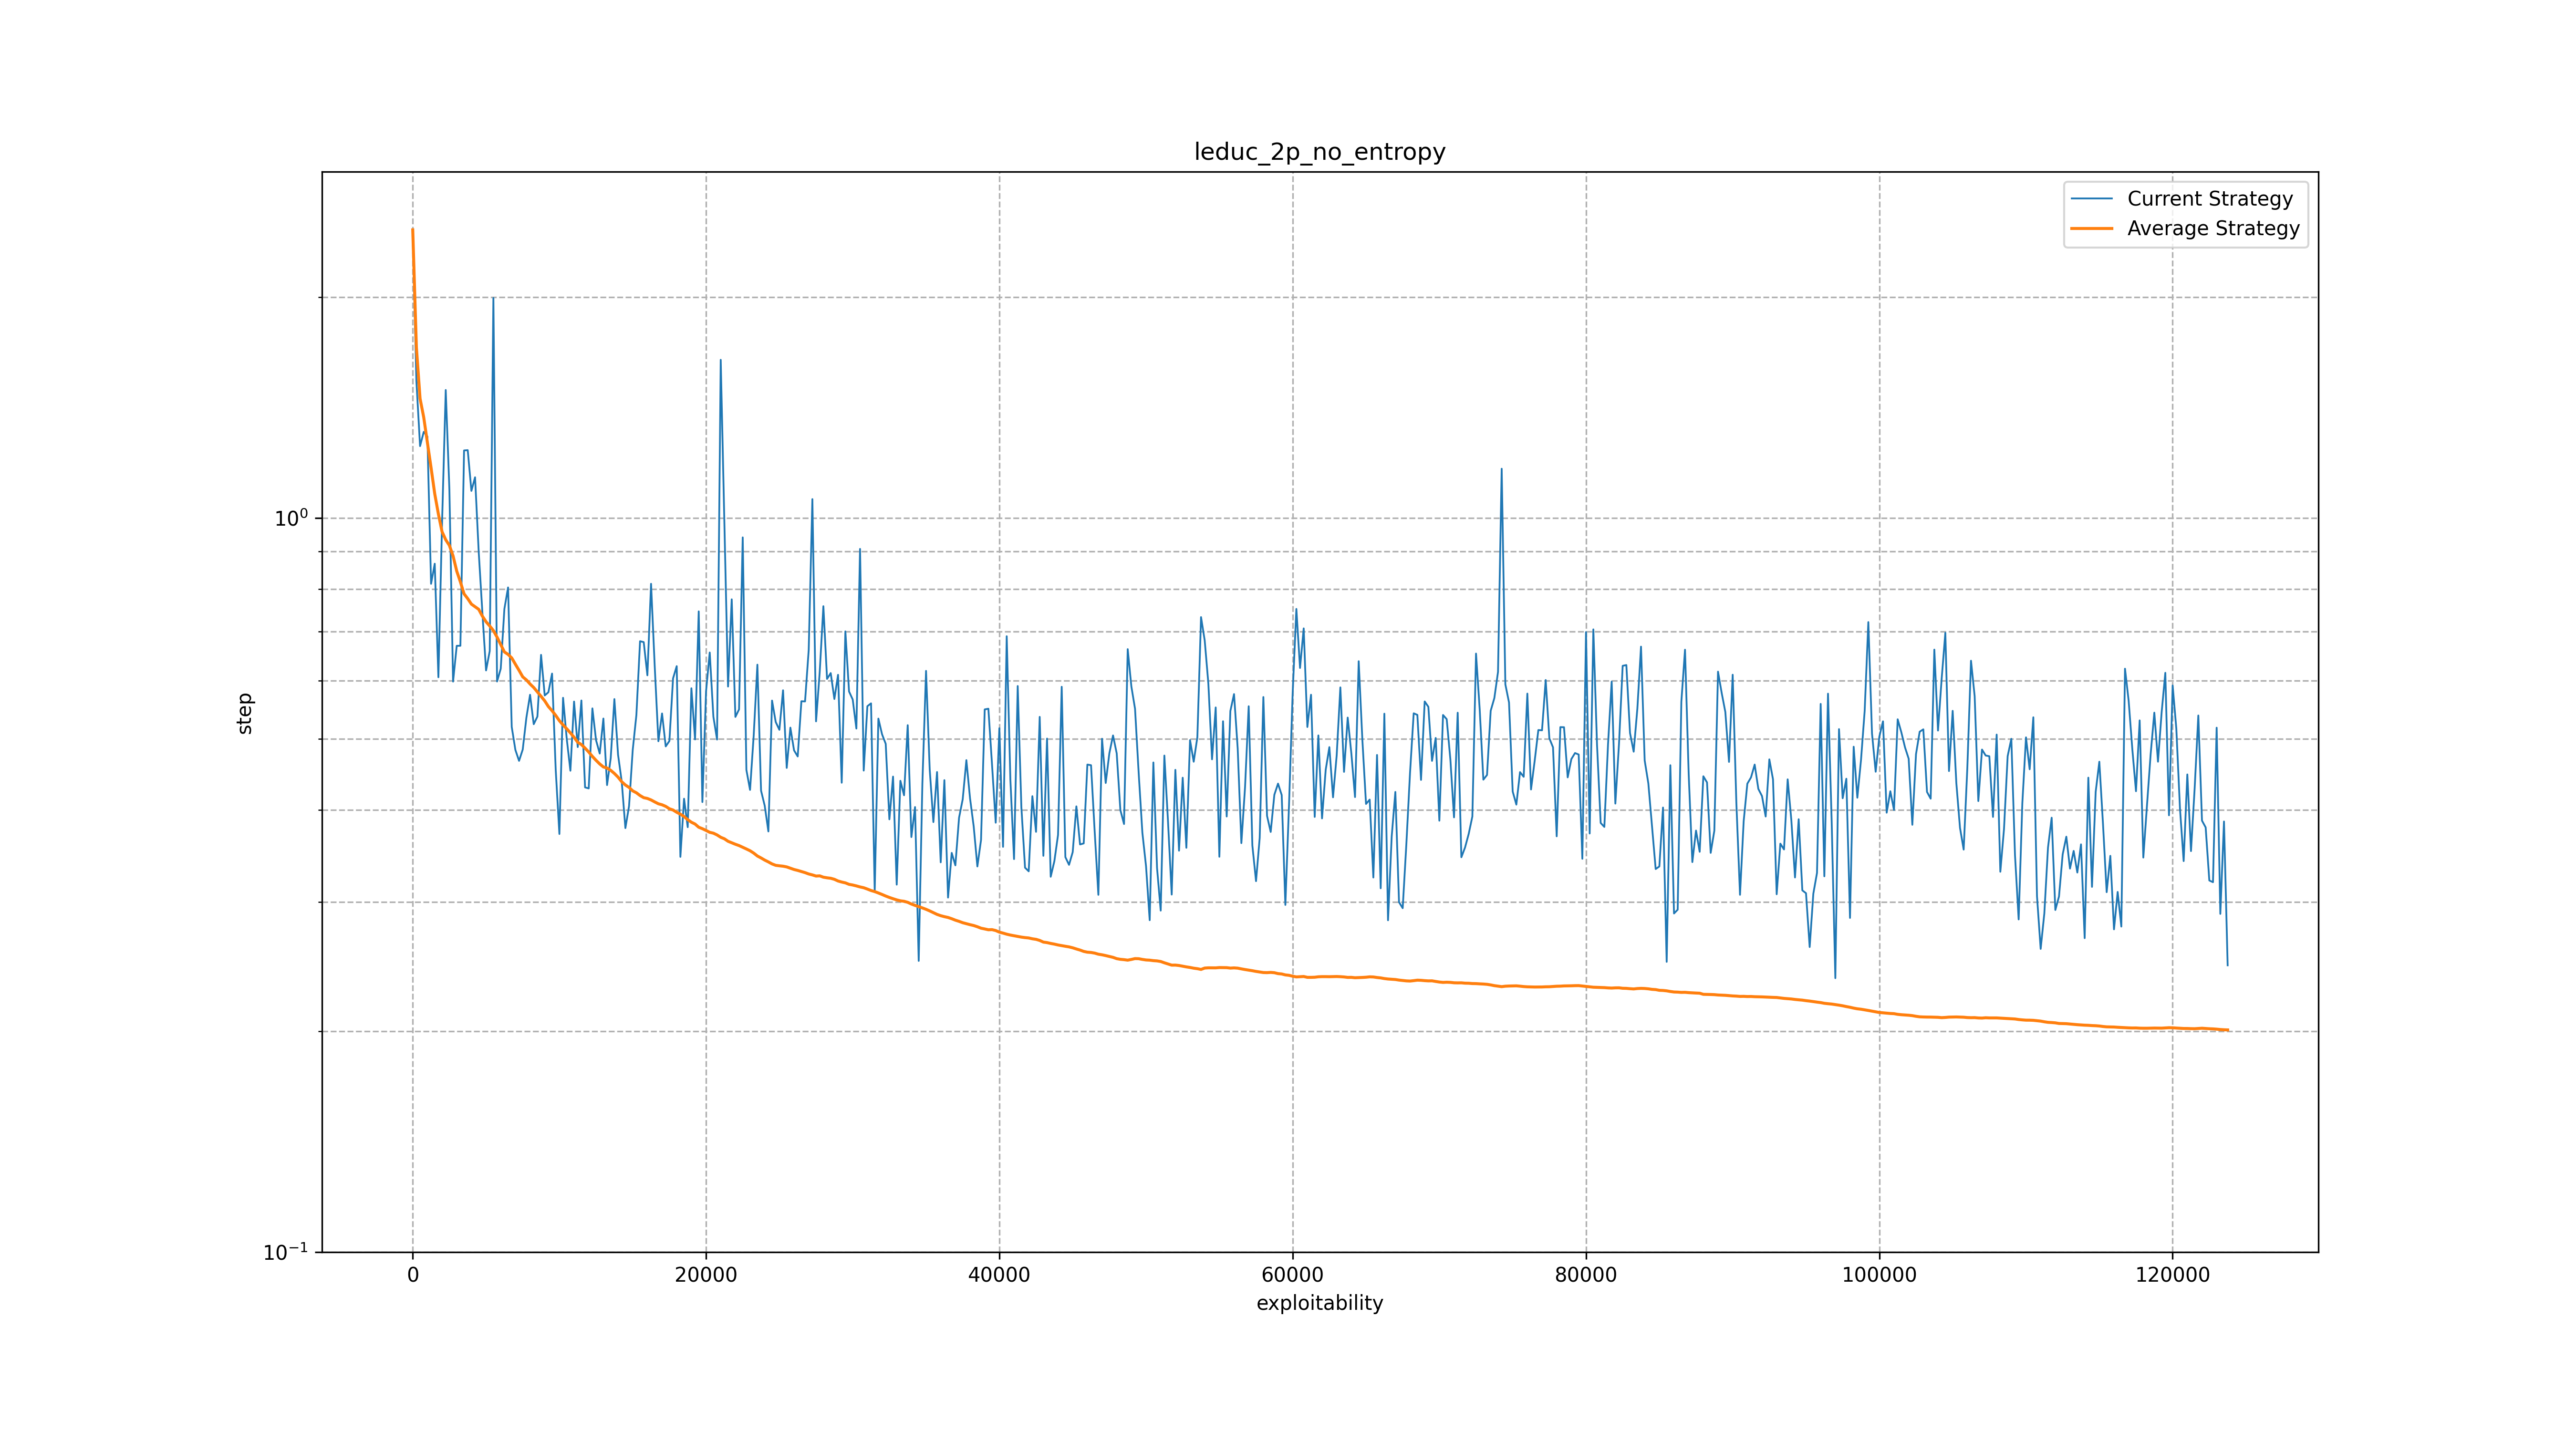 leduc_2p_no_entropy
Current Strategy
Average Strategy
step
10⁰
10⁻¹
0 20000 40000 60000 80000 100000 120000
exploitability